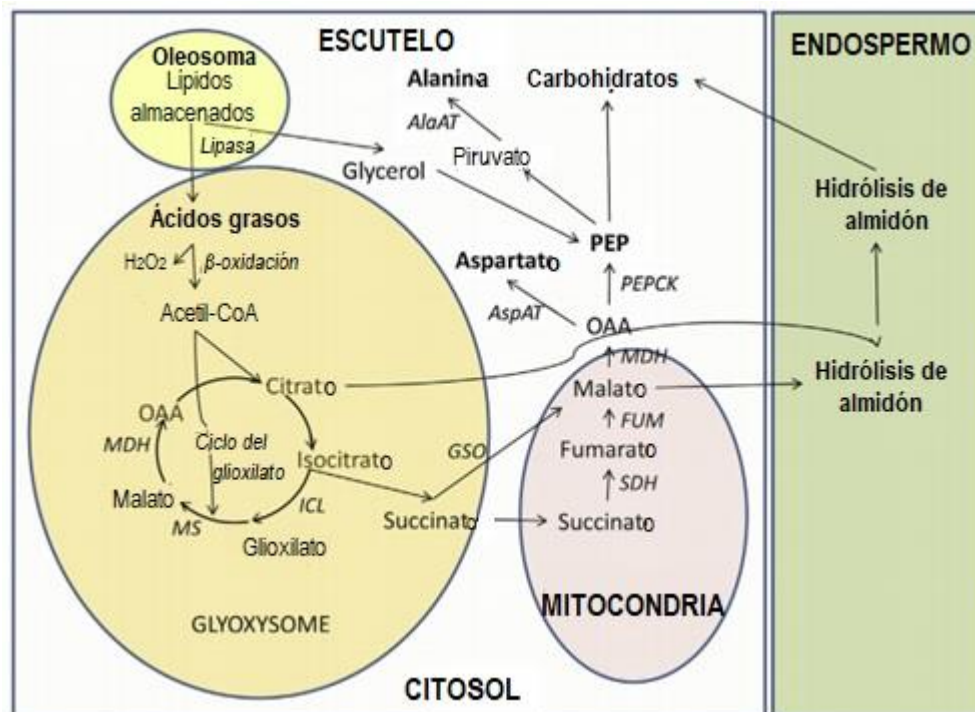 ESCUTELO
ENDOSPERMO
Oleosoma
Lípidos
almacenados
Lipasa
Alanina
Carbohidratos
AlaAT
Piruvato
Glycerol
Hidrólisis de
almidón
Ácidos grasos
H2O2
β-oxidación
PEP
Aspartato
PEPCK
Acetil-CoA
AspAT
OAA
MDH
Citrato
Malato
Hidrólisis de
almidón
OAA
MDH
Ciclo del
glioxilato
Isocitrato
GSO
FUM
Fumarato
SDH
Malato
MS
ICL
Glioxilato
Succinato
Succinato
MITOCONDRIA
GLYOXYSOME
CITOSOL